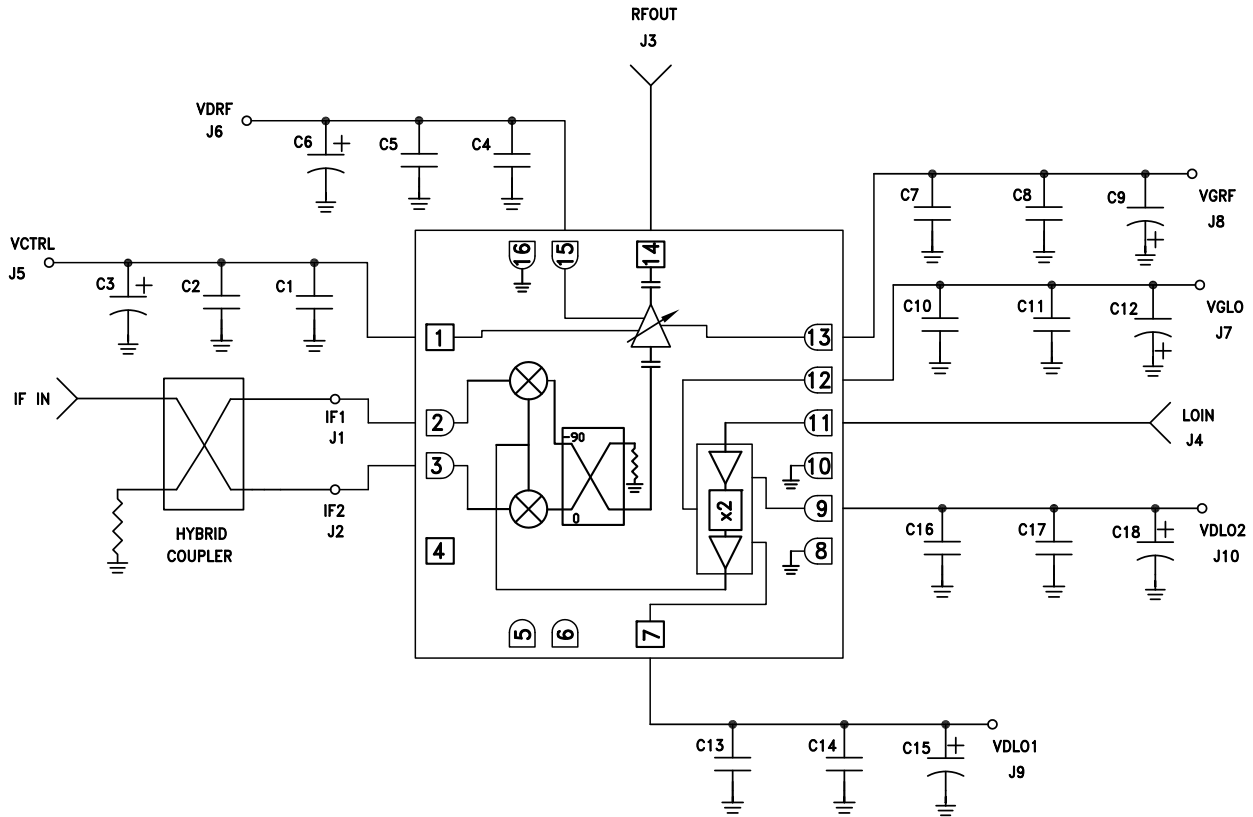 RFOUT
J3
VDRF
J6
C6
+
C5
C4
VCTRL
J5
C3
+
C2
C1
C7
C8
C9
+
VGRF
J8
C10
C11
C12
+
VGLO
J7
16
15
14
1
13
12
IF IN
IF1
J1
2
11
LOIN
J4
-90
3
10
IF2
J2
0
x2
9
HYBRID
COUPLER
4
8
C16
C17
C18
+
VDLO2
J10
5
6
7
C13
C14
C15
+
VDLO1
J9